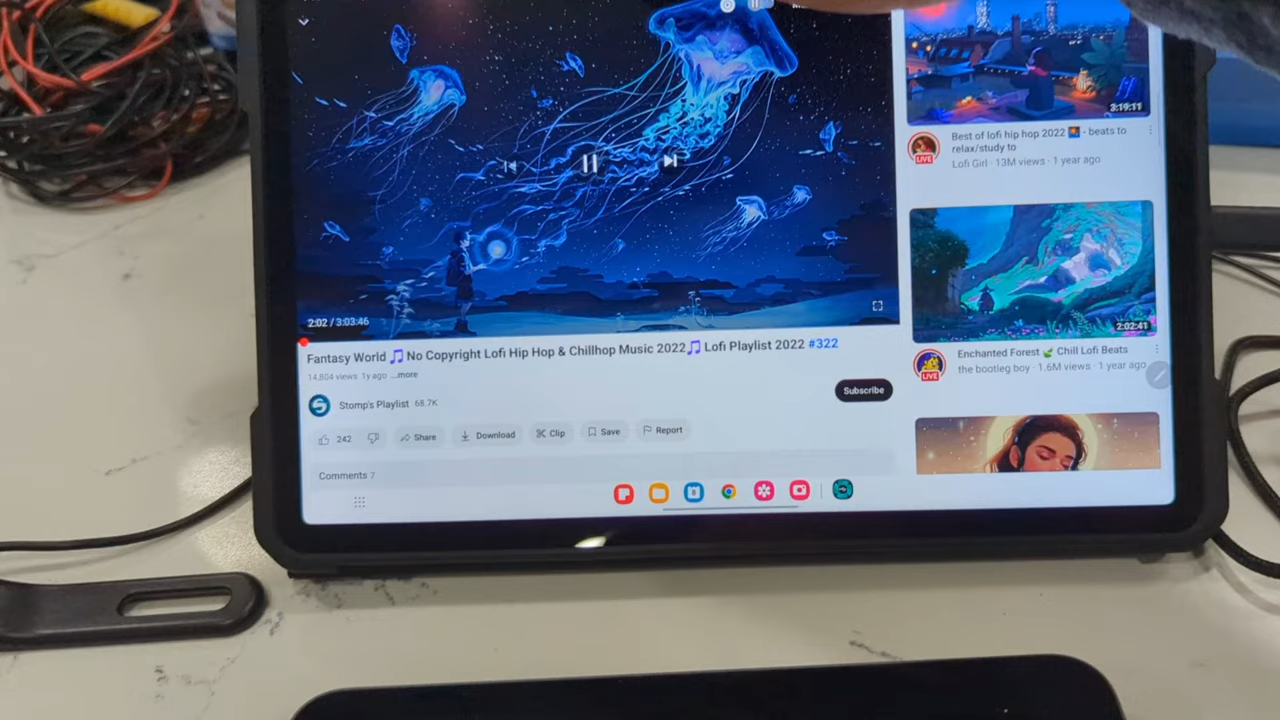 2:02 / 3:03:46
Fantasy World 🎵 No Copyright Lofi Hip Hop & Chillhop Music 2022🎵 Lofi Playlist 2022 #322
14,804 views 1y ago ...more
Stomp's Playlist 68.7K
Subscribe
242
Share
Download
Clip
Save
Report
Comments 7
3:19:11
Best of lofi hip hop 2022 🌄 - beats to
relax/study to
Lofi Girl · 13M views · 1 year ago
LIVE
2:02:41
Enchanted Forest 🍃 Chill Lofi Beats
the bootleg boy · 1.6M views · 1 year ago
LIVE